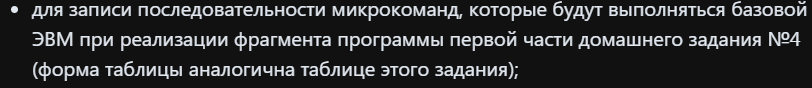 • для записи последовательности микрокоманд, которые будут выполняться базовой
ЭВМ при реализации фрагмента программы первой части домашнего задания №4
(форма таблицы аналогична таблице этого задания);